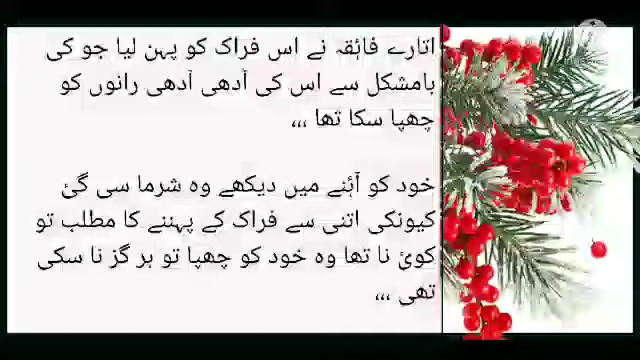 اتارے فائقہ نے اس فراک کو پہن لیا جو کی
بامشکل سے اس کی آدھی آدھی رانوں کو
چھپا سکا تھا ،،،
خود کو آئنے میں دیکھے وہ شرما سی گئ
کیونکی اتنی سے فراک کے پہننے کا مطلب تو
کوئ نا تھا وہ خود کو چھپا تو ہر گز نا سکی
تھی ،،،